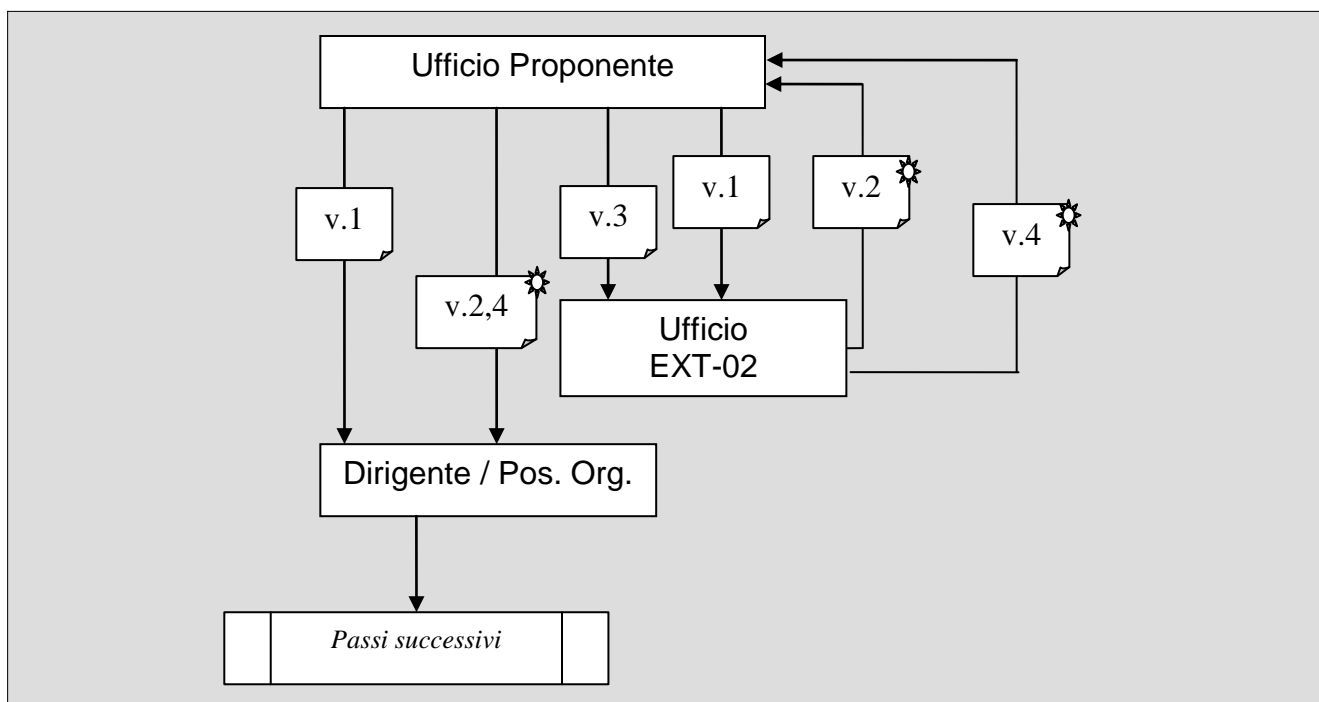 Ufficio Proponente
v.1
v.2,4
v.3
v.1
v.2
v.4
Ufficio
EXT-02
Dirigente / Pos. Org.
Passi successivi